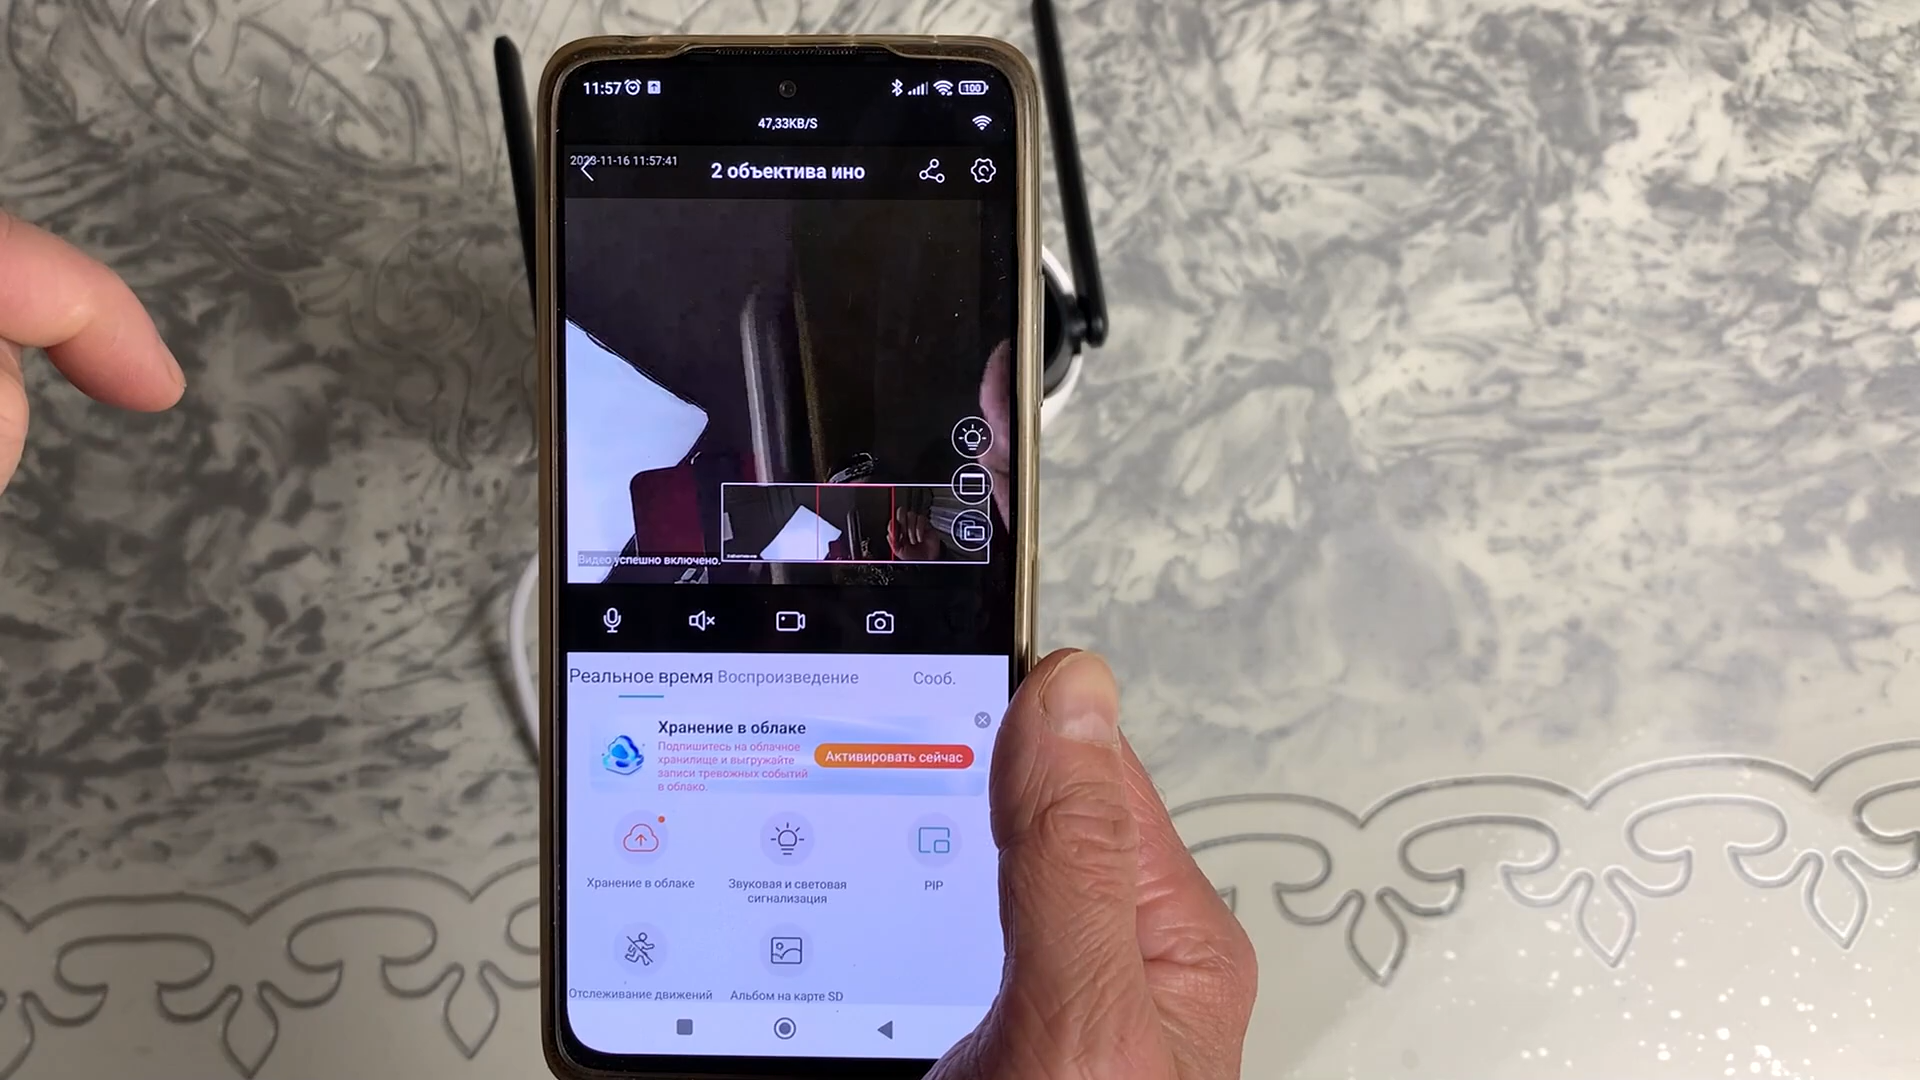 11:57
100
47,33KB/S
2023-11-16 11:57:41
2 объектива ино
Видео успешно включено.
Реальное время Воспроизведение Сооб.
Хранение в облаке
Подпишитесь на облачное
хранилище и выгружайте
записи тревожных событий
в облако.
Активировать сейчас
Хранение в облаке
Звуковая и световая
сигнализация
PIP
Отслеживание движений
Альбом на карте SD